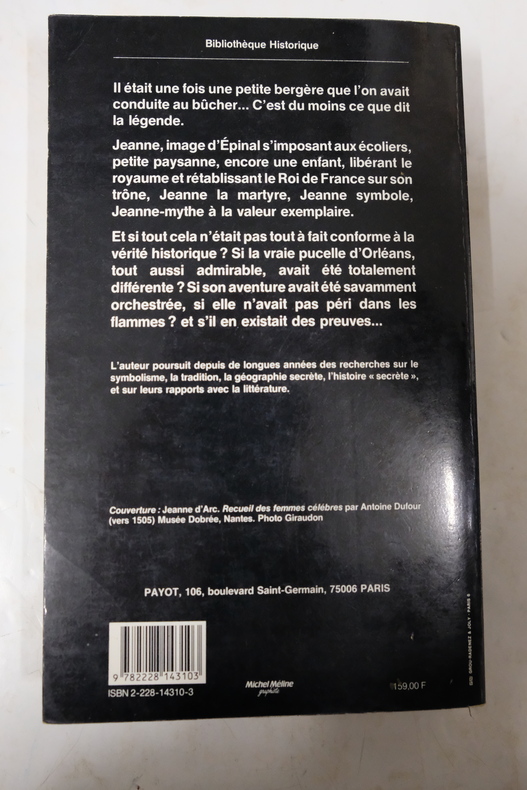 Bibliothèque Historique
Il était une fois une petite bergère que l'on avait
conduite au bûcher... C'est du moins ce que dit
la légende.
Jeanne, image d'Épinal s'imposant aux écoliers,
petite paysanne, encore une enfant, libérant le
royaume et rétablissant le Roi de France sur son
trône, Jeanne la martyre, Jeanne symbole,
Jeanne-mythe à la valeur exemplaire.
Et si tout cela n'était pas tout à fait conforme à la
vérité historique ? Si la vraie pucelle d'Orléans,
tout aussi admirable, avait été totalement
différente ? Si son aventure avait été savamment
orchestrée, si elle n'avait pas péri dans les
flammes ? et s'il en existait des preuves...
L'auteur poursuit depuis de longues années des recherches sur le
symbolisme, la tradition, la géographie secrète, l'histoire « secrète »,
et sur leurs rapports avec la littérature.
Couverture : Jeanne d'Arc. Recueil des femmes célèbres par Antoine Dufour
(vers 1505) Musée Dobrée, Nantes. Photo Giraudon
PAYOT, 106, boulevard Saint-Germain, 75006 PARIS
9 782228 143103
ISBN 2-228-14310-3
Michel Méline
graphiste
159,00 F
GROU-RADENEZ & JOLY - PARIS 6